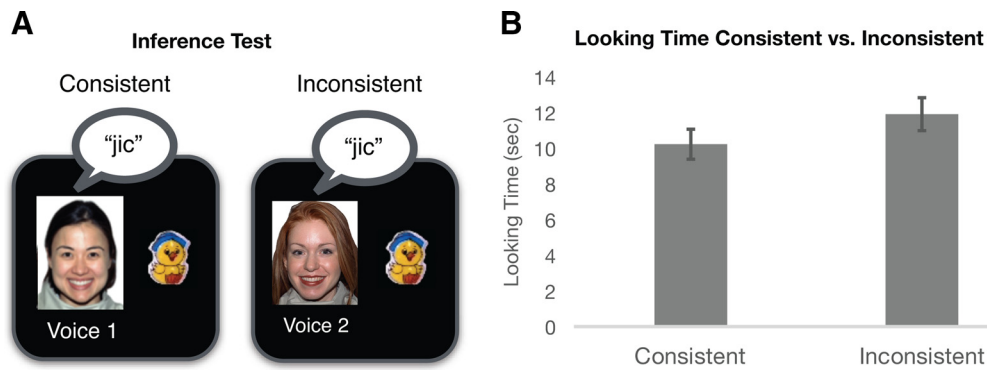 A
Inference Test
Consistent
Inconsistent
“jic”
“jic”
Voice 1
Voice 2
B
Looking Time Consistent vs. Inconsistent
Looking Time (sec)
14
12
10
8
6
4
2
0
Consistent
Inconsistent